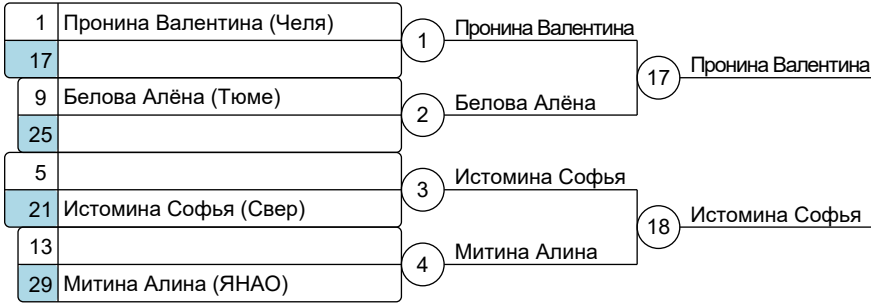 1 Пронина Валентина (Челя)
17
9 Белова Алёна (Тюме)
25
5
21 Истомина Софья (Свер)
13
29 Митина Алина (ЯНАО)
1 Пронина Валентина
2 Белова Алёна
3 Истомина Софья
4 Митина Алина
17 Пронина Валентина
18 Истомина Софья